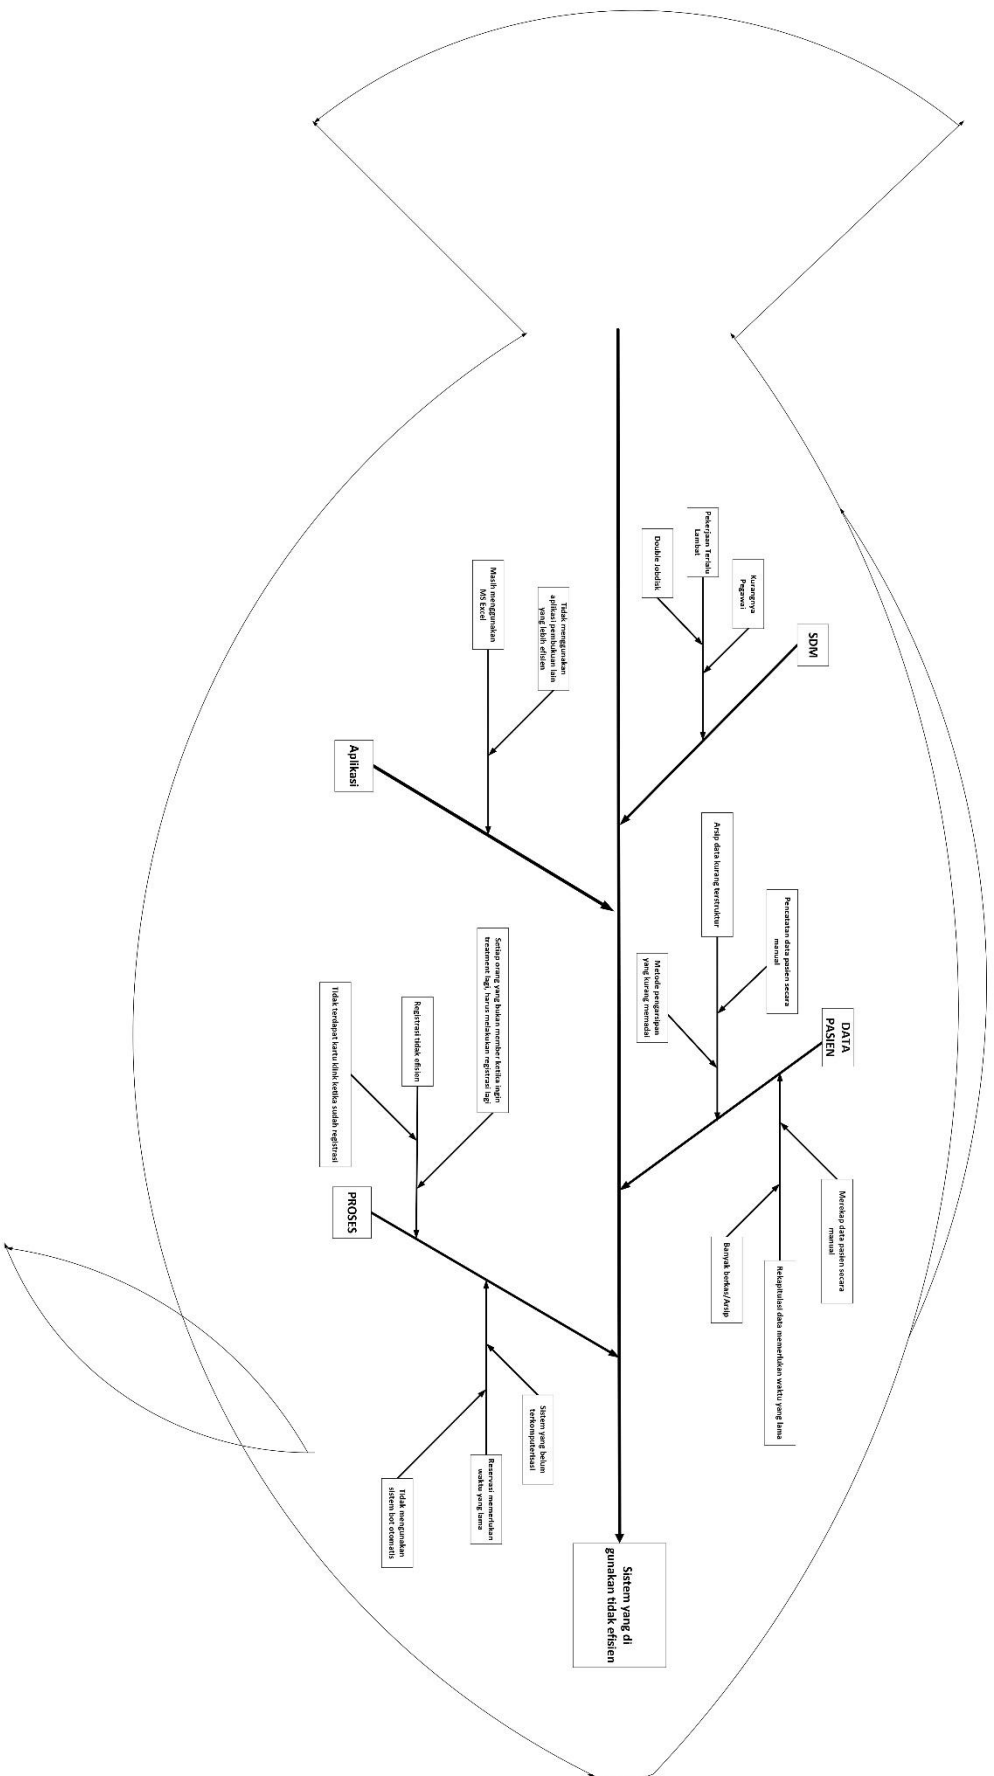 SDM
Kurangnya
Pegawai
Pekerjaan Terlalu
Lambat
Double Jobdisk
DATA
PASIEN
Pencatatan data pasien secara
manual
Arsip data kurang terstruktur
Metode pengarsipan
yang kurang memadai
Merekap data pasien secara
manual
Rekapitulasi data memerlukan waktu yang lama
Banyak berkas/Arsip
Sistem yang di
gunakan tidak efisien
Tidak menggunakan
aplikasi pembukuan lain
yang lebih efisien
Masih menggunakan
MS Excel
Aplikasi
Setiap orang yang bukan member ketika ingin
treatment lagi, harus melakukan registrasi lagi
Registrasi tidak efisien
Tidak terdapat kartu klink ketika sudah registrasi
PROSES
Sistem yang belum
terkomputerisasi
Reservasi memerlukan
waktu yang lama
Tidak mengunakan
sistem bot otomatis